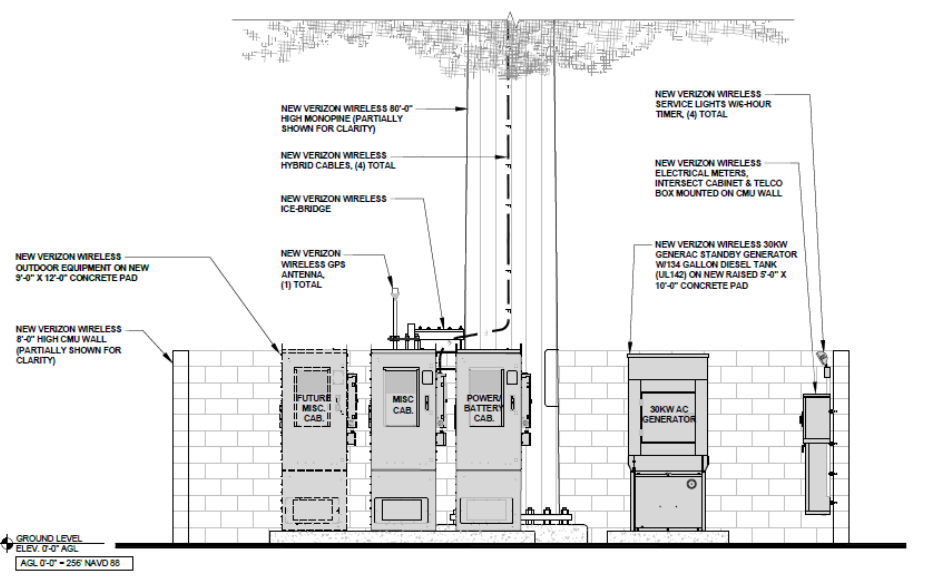 NEW VERIZON WIRELESS
SERVICE LIGHTS W/6-HOUR
TIMER, (4) TOTAL
NEW VERIZON WIRELESS 80'-0"
HIGH MONOPINE (PARTIALLY
SHOWN FOR CLARITY)
NEW VERIZON WIRELESS
HYBRID CABLES, (4) TOTAL
NEW VERIZON WIRELESS
ELECTRICAL METERS,
INTERSECT CABINET & TELCO
BOX MOUNTED ON CMU WALL
NEW VERIZON WIRELESS
ICE-BRIDGE
NEW VERIZON
WIRELESS GPS
ANTENNA,
(1) TOTAL
NEW VERIZON WIRELESS 30KW
GENERAC STANDBY GENERATOR
W/134 GALLON DIESEL TANK
(UL142) ON NEW RAISED 5'-0" X
10'-0" CONCRETE PAD
NEW VERIZON WIRELESS
OUTDOOR EQUIPMENT ON NEW
9'-0" X 12'-0" CONCRETE PAD
NEW VERIZON WIRELESS
8'-0" HIGH CMU WALL
(PARTIALLY SHOWN FOR
CLARITY)
FUTURE
MISC.
CAB.
MISC
CAB.
POWER/
BATTERY
CAB.
30KW AC
GENERATOR
GROUND LEVEL
ELEV. 0'-0" AGL
AGL 0'-0" = 256' NAVD 88